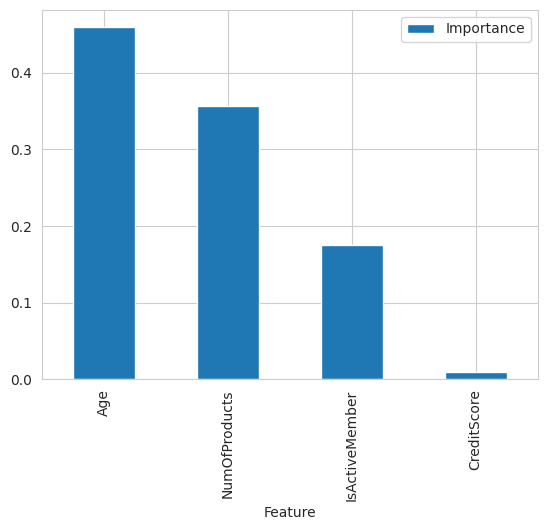 Importance
0.4
0.3
0.2
0.1
0.0
Age
NumOfProducts
IsActiveMember
CreditScore
Feature